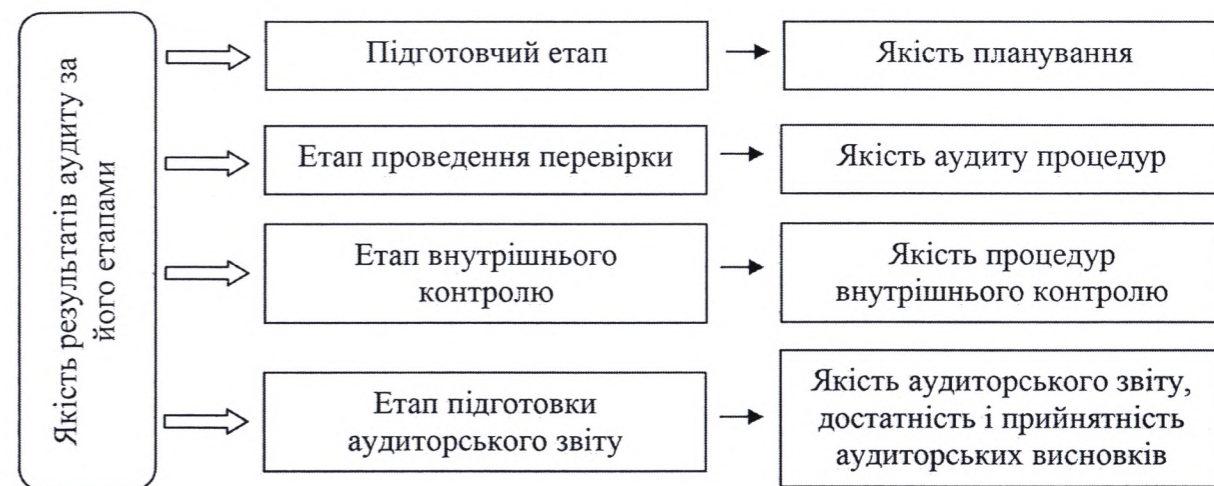 Якість результатів аудиту за
його етапами
Підготовчий етап
Якість планування
Етап проведення перевірки
Якість аудиту процедур
Етап внутрішнього
контролю
Якість процедур
внутрішнього контролю
Етап підготовки
аудиторського звіту
Якість аудиторського звіту,
достатність і прийнятність
аудиторських висновків